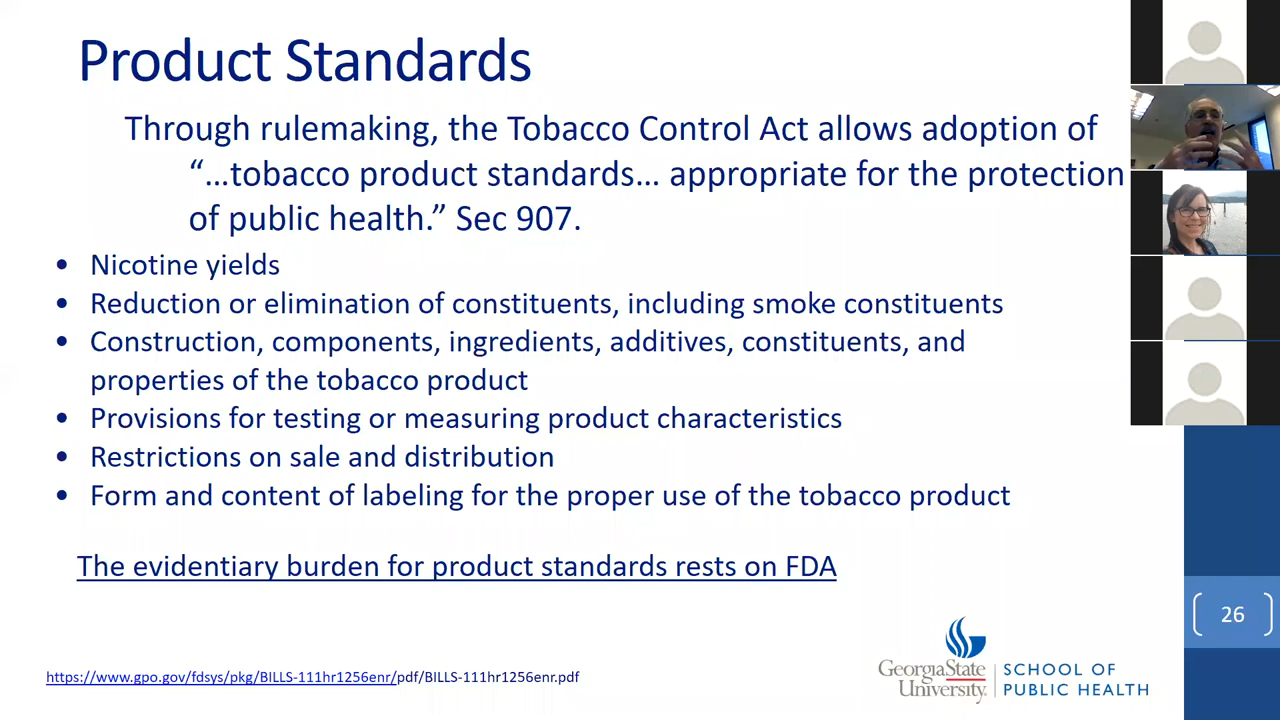 Product Standards
Through rulemaking, the Tobacco Control Act allows adoption of
“…tobacco product standards… appropriate for the protection
of public health.” Sec 907.
• Nicotine yields
• Reduction or elimination of constituents, including smoke constituents
• Construction, components, ingredients, additives, constituents, and
properties of the tobacco product
• Provisions for testing or measuring product characteristics
• Restrictions on sale and distribution
• Form and content of labeling for the proper use of the tobacco product
The evidentiary burden for product standards rests on FDA
26
https://www.gpo.gov/fdsys/pkg/BILLS-111hr1256enr/pdf/BILLS-111hr1256enr.pdf
GeorgiaState
University
SCHOOL OF
PUBLIC HEALTH